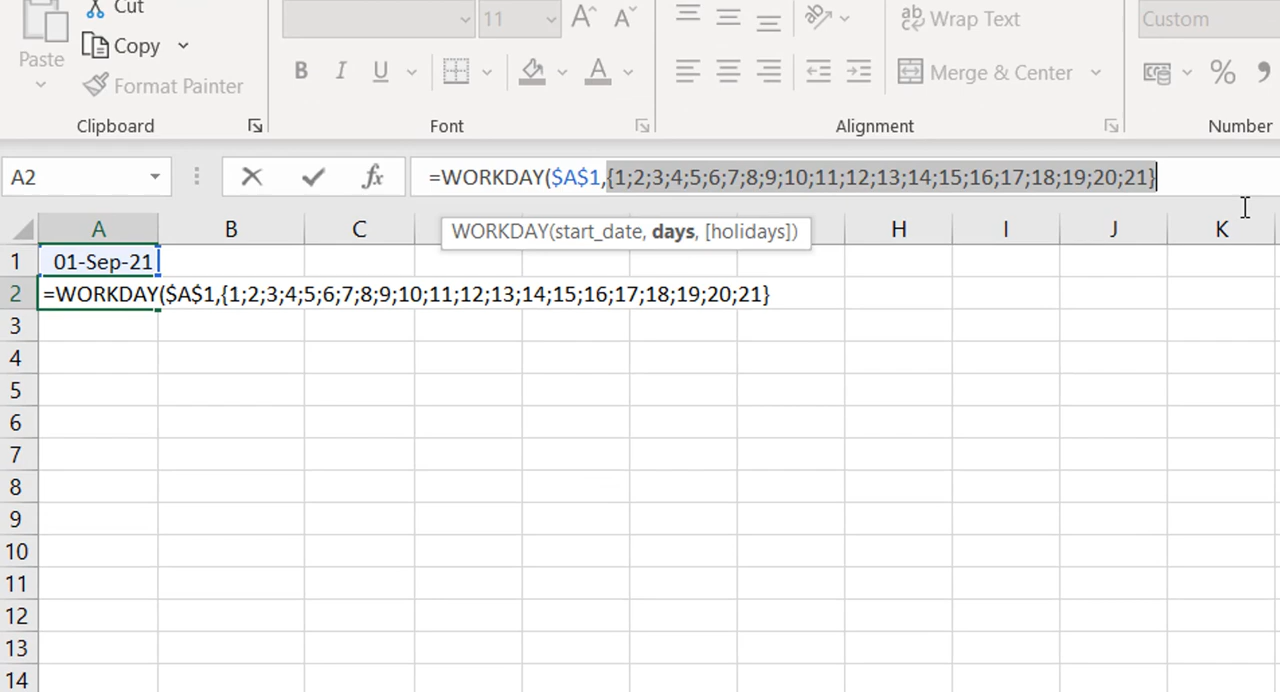 Cut
Paste
Copy
Format Painter
Clipboard
11
A A
B I U A
Font
ab Wrap Text
Merge & Center
Alignment
Custom
%
Number
A2
fx
=WORKDAY($A$1,{1;2;3;4;5;6;7;8;9;10;11;12;13;14;15;16;17;18;19;20;21}
WORKDAY(start_date, days, [holidays])
A B C H I J K
1 01-Sep-21
2 =WORKDAY($A$1,{1;2;3;4;5;6;7;8;9;10;11;12;13;14;15;16;17;18;19;20;21}
3
4
5
6
7
8
9
10
11
12
13
14